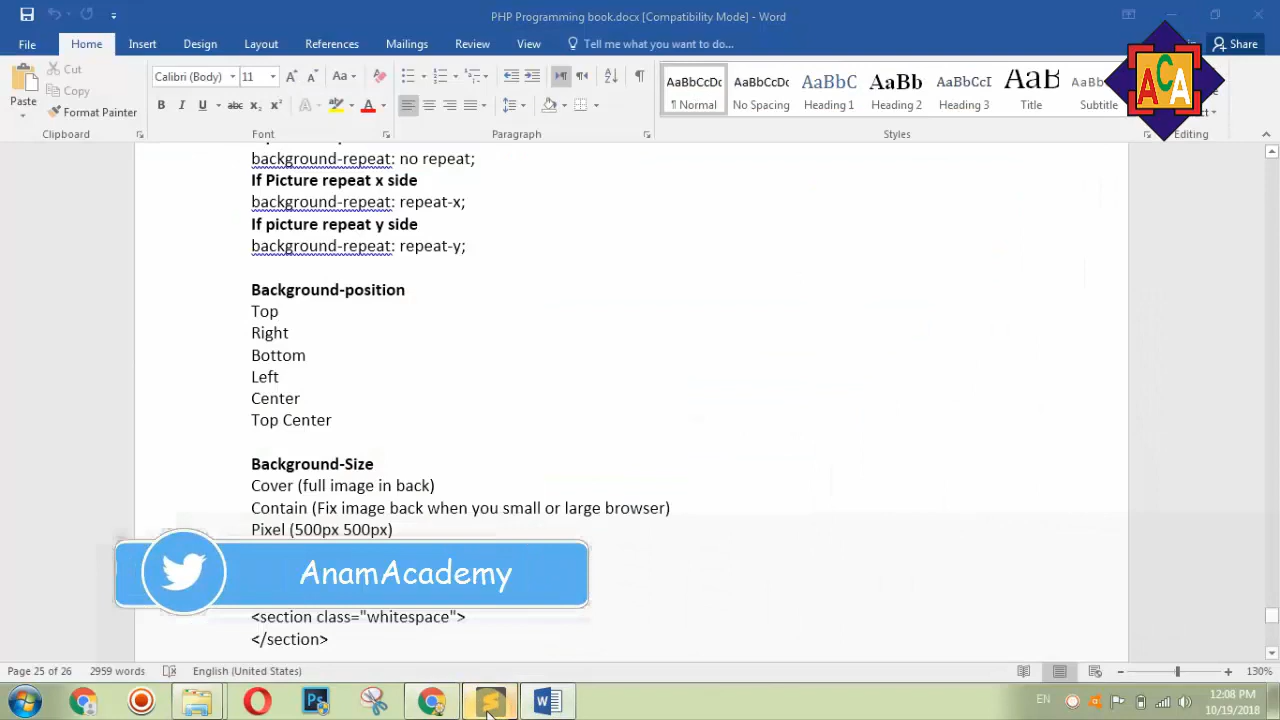 PHP Programming book.docx [Compatibility Mode] - Word
File Home Insert Design Layout References Mailings Review View Tell me what you want to do... Share
Paste
Cut
Copy
Format Painter
Clipboard
Calibri (Body) 11
Font
Paragraph
AaBbCcDc AaBbCcDc AaBbC AaBb AaBbCcI AaB AaBb
¶ Normal No Spacing Heading 1 Heading 2 Heading 3 Title Subtitle
Styles
Editing
ACA
background-repeat: no repeat;
If Picture repeat x side
background-repeat: repeat-x;
If picture repeat y side
background-repeat: repeat-y;
Background-position
Top
Right
Bottom
Left
Center
Top Center
Background-Size
Cover (full image in back)
Contain (Fix image back when you small or large browser)
Pixel (500px 500px)
AnamAcademy
<section class="whitespace">
</section>
Page 25 of 26 2959 words English (United States) 130%
EN 12:08 PM
10/19/2018